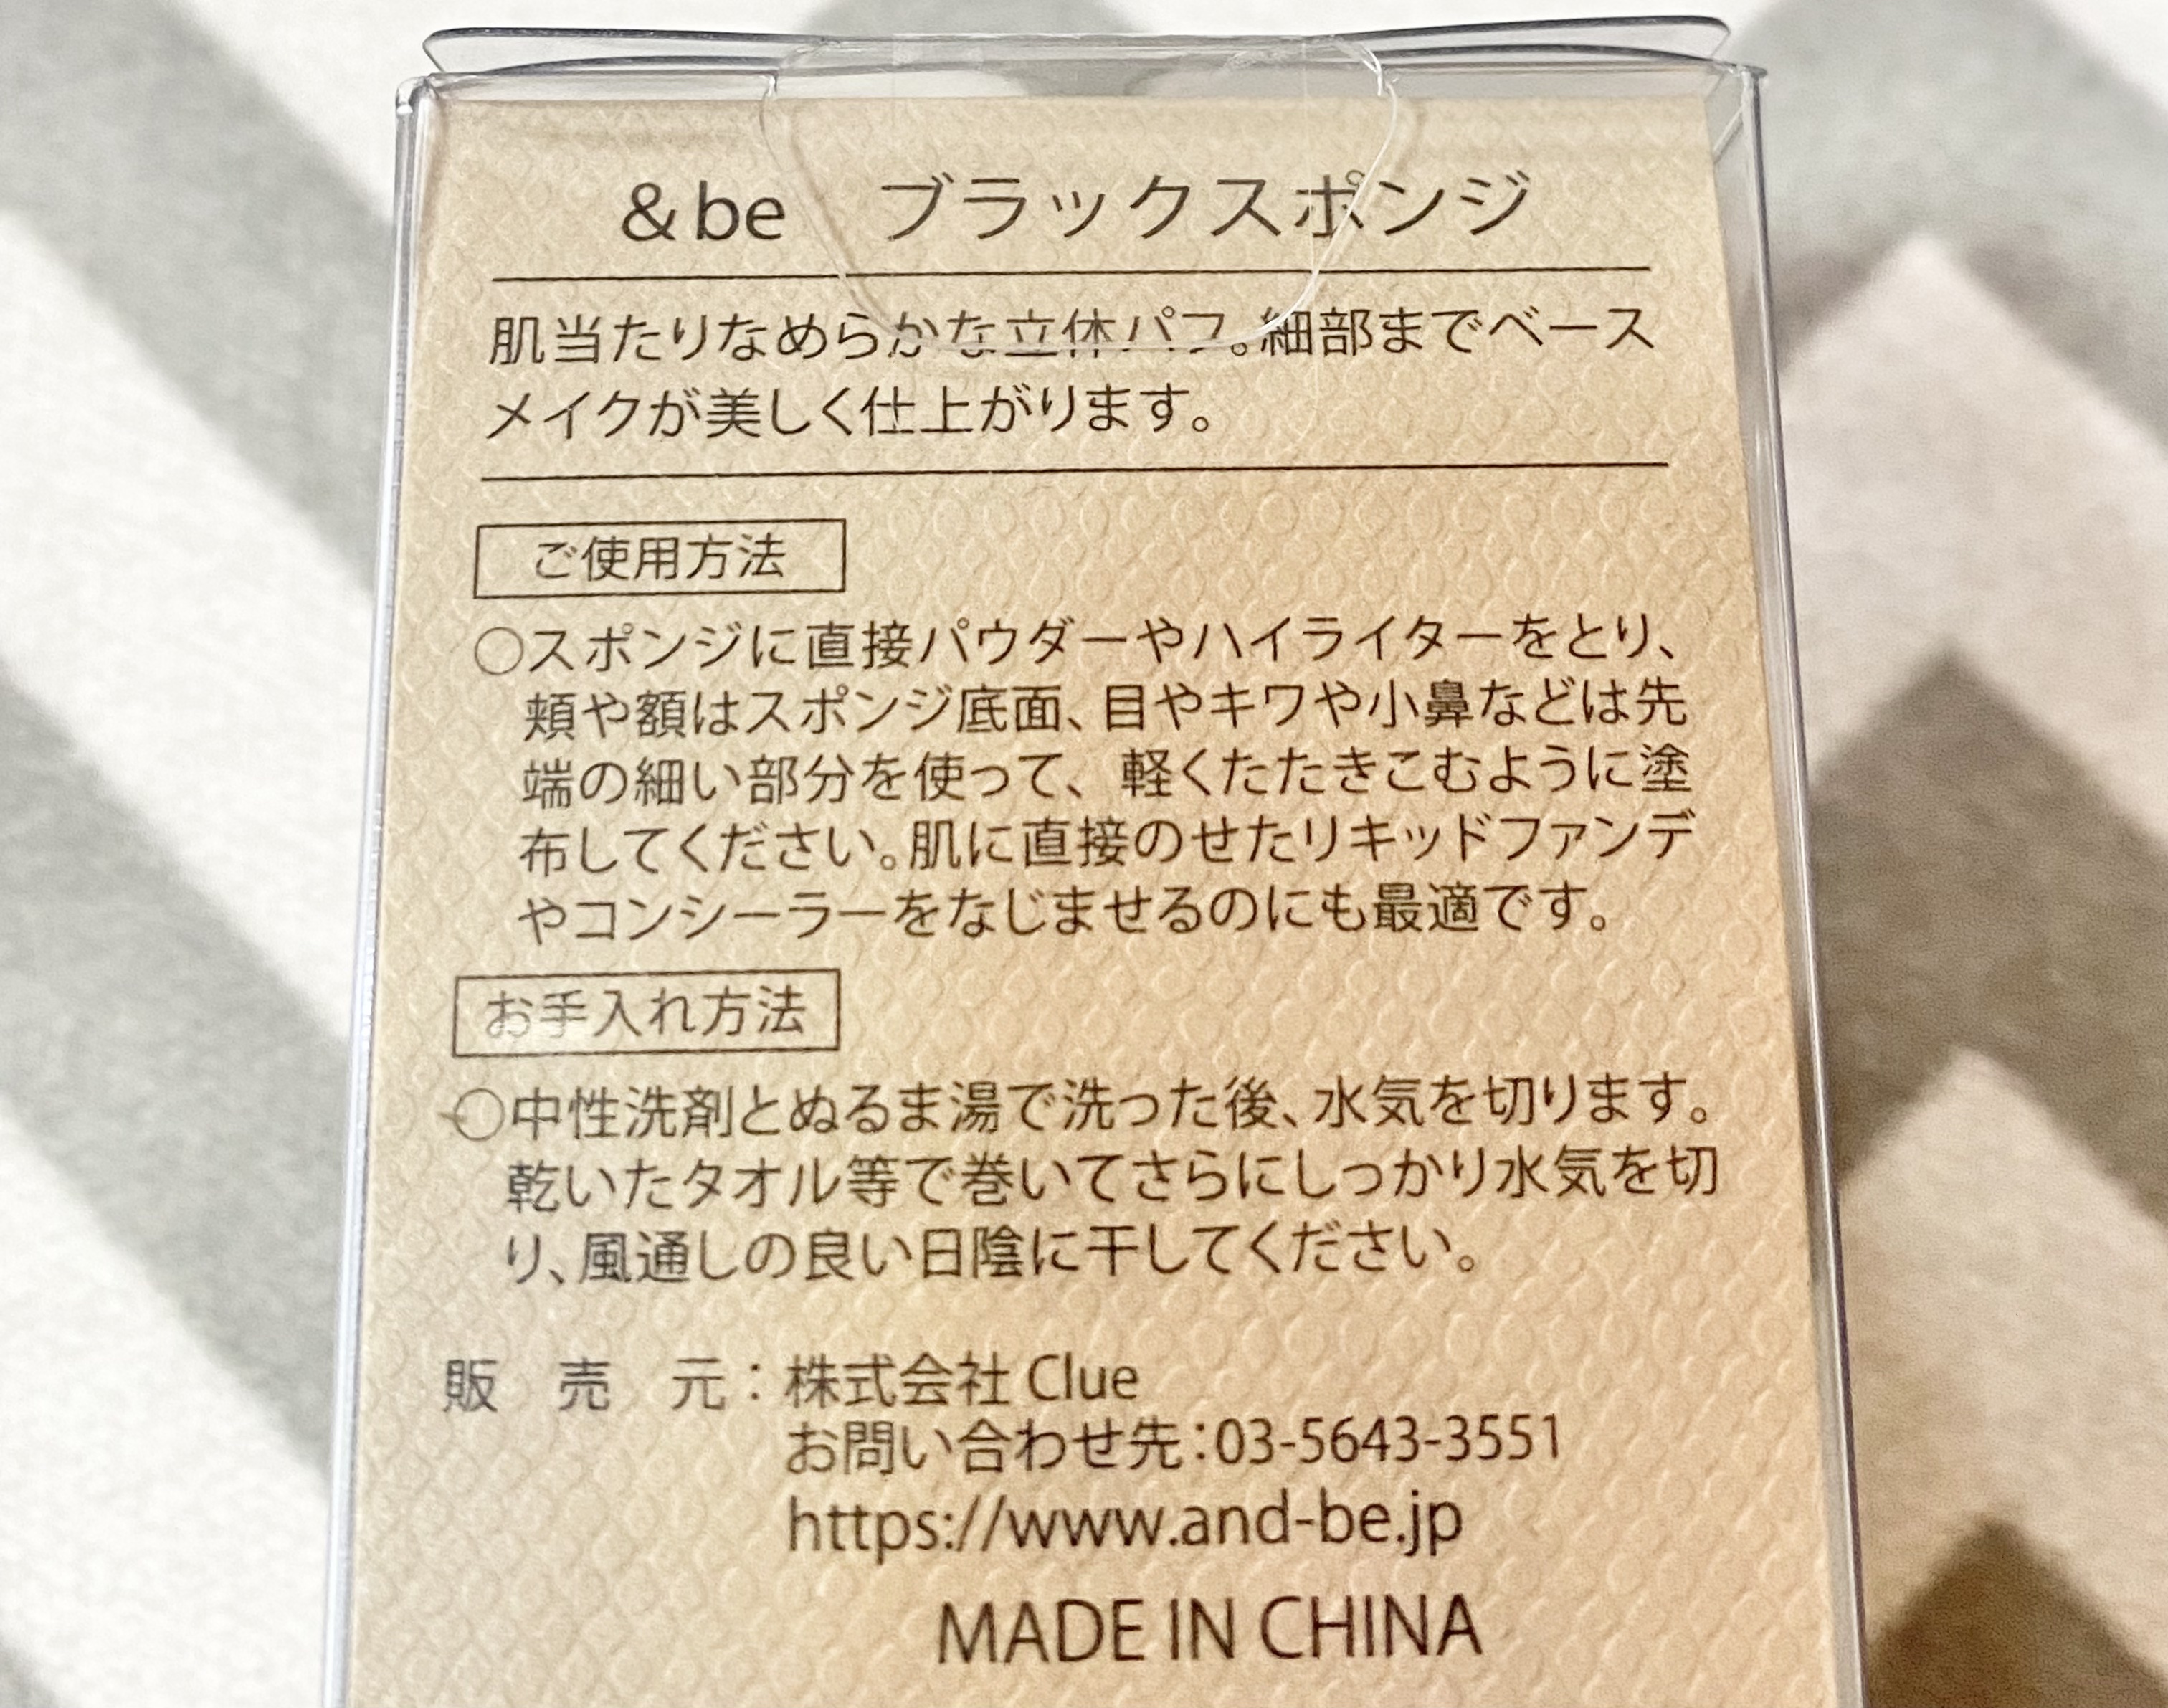 &be ブラックスポンジ
肌当たりなめらかな立体パフ。細部までベース
メイクが美しく仕上がります。
ご使用方法
○スポンジに直接パウダーやハイライターをとり、
頬や額はスポンジ底面、目やキワや小鼻などは先
端の細い部分を使って、軽くたたきこむように塗
布してください。肌に直接のせたリキッドファンデ
やコンシーラーをなじませるのにも最適です。
お手入れ方法
○中性洗剤とぬるま湯で洗った後、水気を切ります。
乾いたタオル等で巻いてさらにしっかり水気を切
り、風通しの良い日陰に干してください。
販 売 元:株式会社 Clue
お問い合わせ先:03-5643-3551
https://www.and-be.jp
MADE IN CHINA